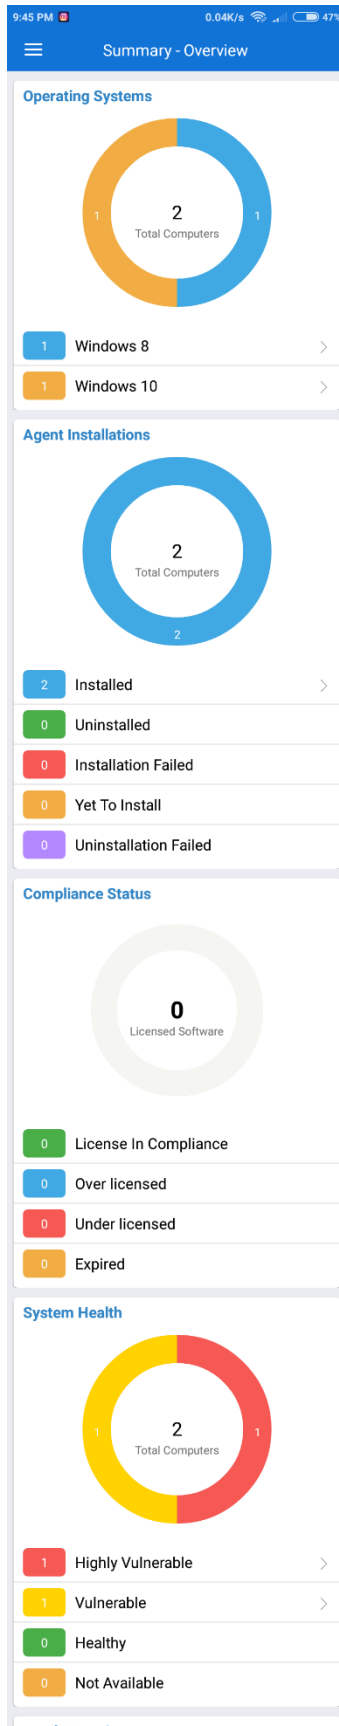 9:45 PM 0.04K/s 47%
Summary - Overview
Operating Systems
1 1
2
Total Computers
1 Windows 8
1 Windows 10
Agent Installations
2
Total Computers
2
2 Installed
0 Uninstalled
0 Installation Failed
0 Yet To Install
0 Uninstallation Failed
Compliance Status
0
Licensed Software
0 License In Compliance
0 Over licensed
0 Under licensed
0 Expired
System Health
1 1
2
Total Computers
1 Highly Vulnerable
1 Vulnerable
0 Healthy
0 Not Available